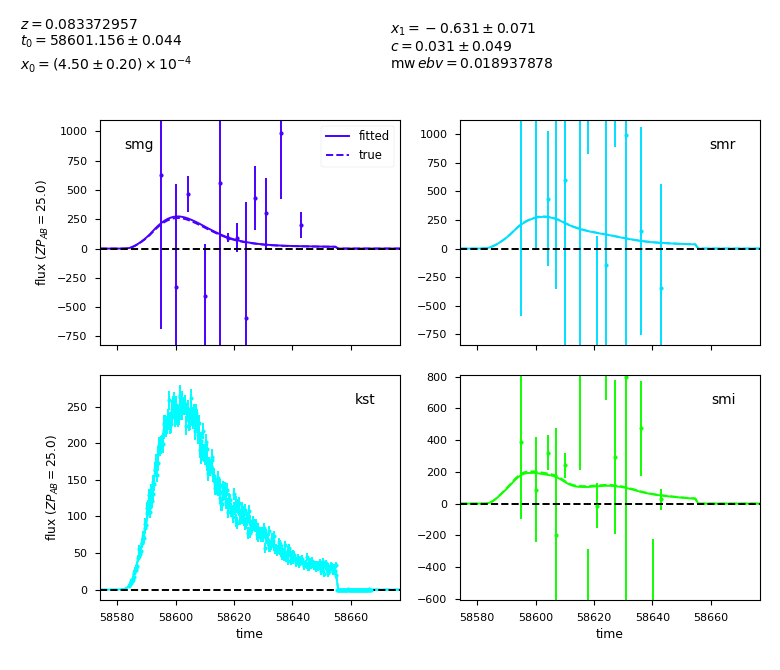 z = 0.083372957
t₀ = 58601.156 ± 0.044
x₀ = (4.50 ± 0.20) × 10⁻⁴
x₁ = −0.631 ± 0.071
c = 0.031 ± 0.049
mw ebv = 0.018937878
smg
fitted
true
1000
750
500
250
0
−250
−500
−750
flux (ZP_AB = 25.0)
smr
1000
750
500
250
0
−250
−500
−750
kst
250
200
150
100
50
0
flux (ZP_AB = 25.0)
58580 58600 58620 58640 58660
time
smi
800
600
400
200
0
−200
−400
−600
58580 58600 58620 58640 58660
time